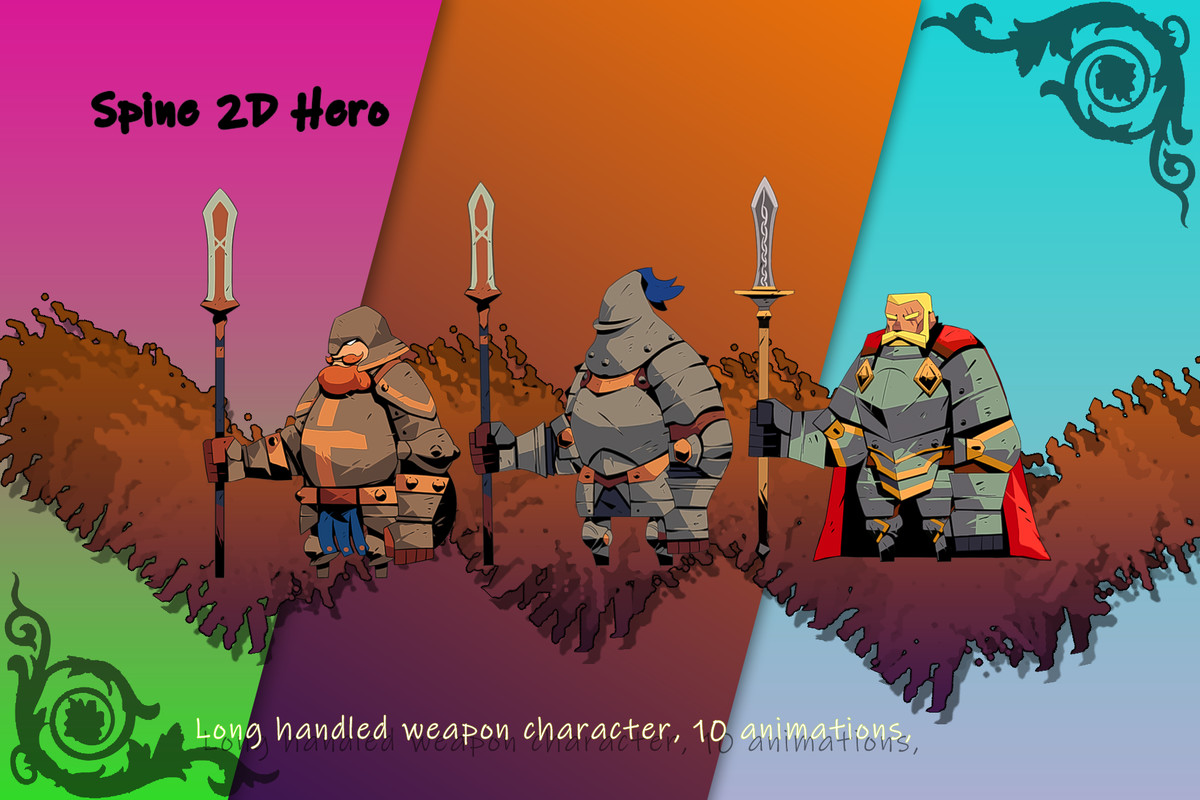 Spine 2D Hero
Long handled weapon character, 10 animations,